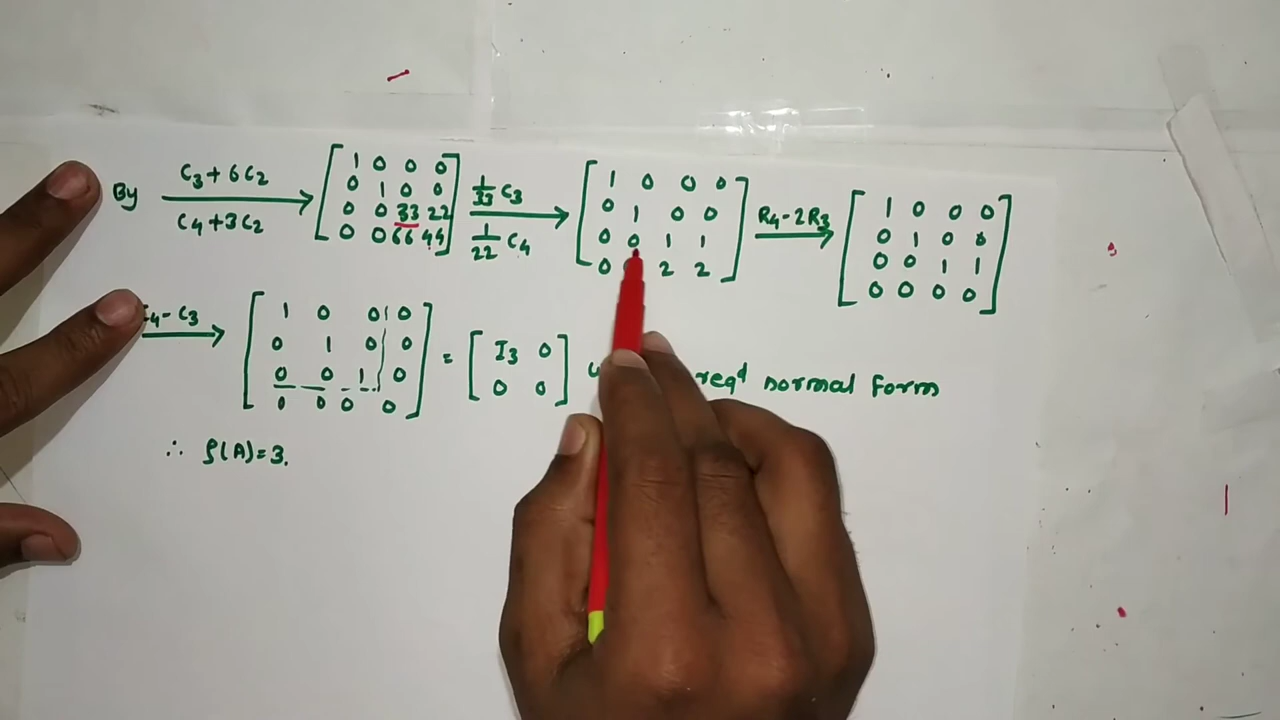 By C₃+6C₂ C₄+3C₂ → [1 0 0 0; 0 1 0 0; 0 0 33 22; 0 0 66 44] 1/33 C₃ 1/22 C₄ → [1 0 0 0; 0 1 0 0; 0 0 1 1; 0 2 2] R₄-2R₃ → [1 0 0 0; 0 1 0 0; 0 0 1 1; 0 0 0 0]
₄-C₃ → [1 0 0 0; 0 1 0 0; 0 0 1 0; 0 0 0 0] = [I₃ 0; 0 0] reqd normal form
∴ ρ(A)=3.